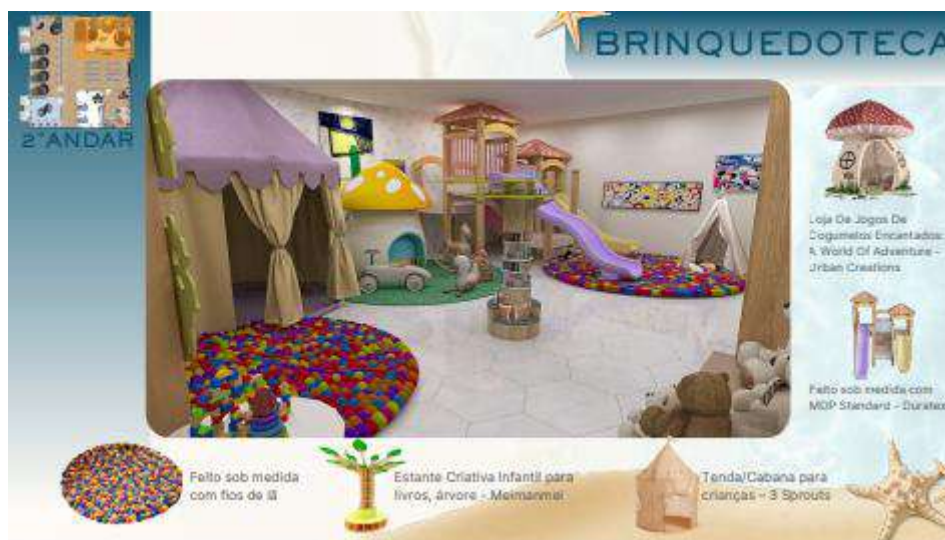 BRINQUEDOTECA
2°ANDAR
Loja De Jogos De
Cogumelos Encantados:
A World Of Adventure -
Urban Creations
Feito sob medida com
MDP Standard - Duratex
Feito sob medida
com fios de lã
Estante Criativa Infantil para
livros, árvore - Meimanmei
Tenda/Cabana para
crianças - 3 Sprouts